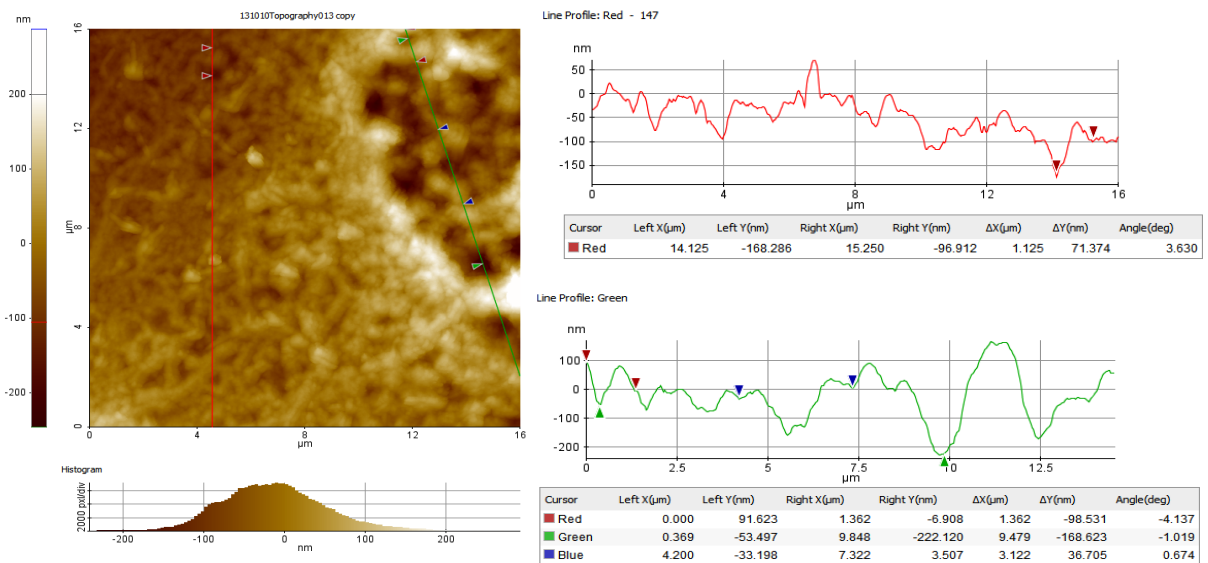 nm
131010Topography013 copy
200
100
0
-100
-200
16
12
8
4
0
µm
0
4
8
12
16
µm
Histogram
2000 pxl/div
-200
-100
0
100
200
nm
Line Profile: Red - 147
nm
50
0
-50
-100
-150
0
4
8
12
16
µm
Cursor Left X(µm) Left Y(nm) Right X(µm) Right Y(nm) ΔX(µm) ΔY(nm) Angle(deg)
Red 14.125 -168.286 15.250 -96.912 1.125 71.374 3.630
Line Profile: Green
nm
100
0
-100
-200
0
2.5
5
7.5
10
12.5
µm
Cursor Left X(µm) Left Y(nm) Right X(µm) Right Y(nm) ΔX(µm) ΔY(nm) Angle(deg)
Red 0.000 91.623 1.362 -6.908 1.362 -98.531 -4.137
Green 0.369 -53.497 9.848 -222.120 9.479 -168.623 -1.019
Blue 4.200 -33.198 7.322 3.507 3.122 36.705 0.674